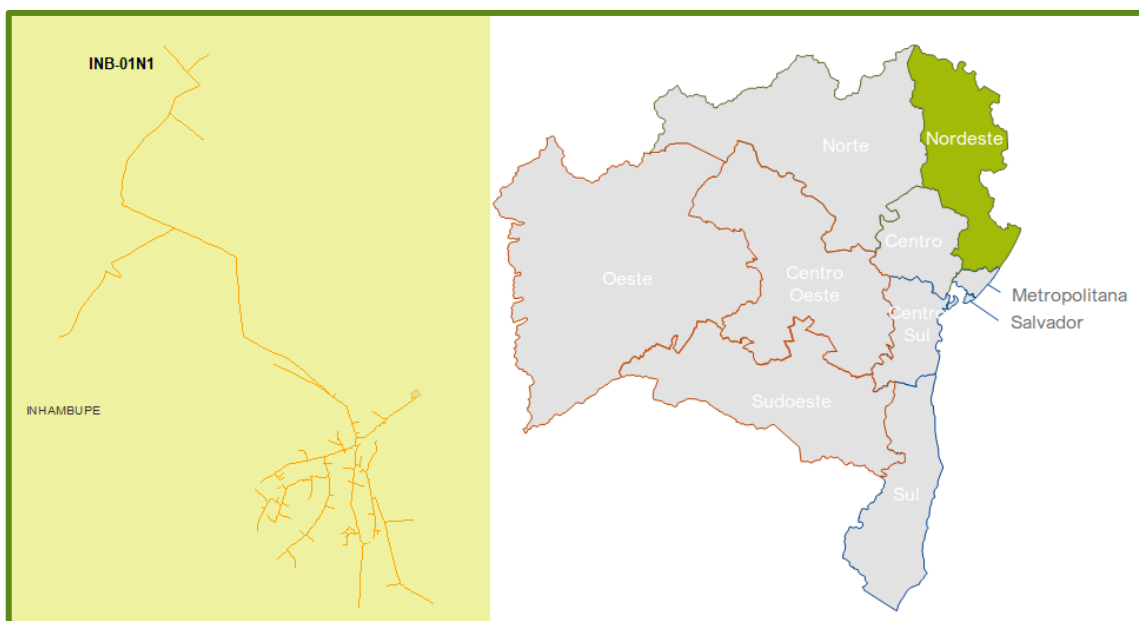 INB-01N1
INHAMBUPE
Nordeste
Norte
Centro
Oeste
Centro
Oeste
Metropolitana
Salvador
Centro
Sul
Sudoeste
Sul